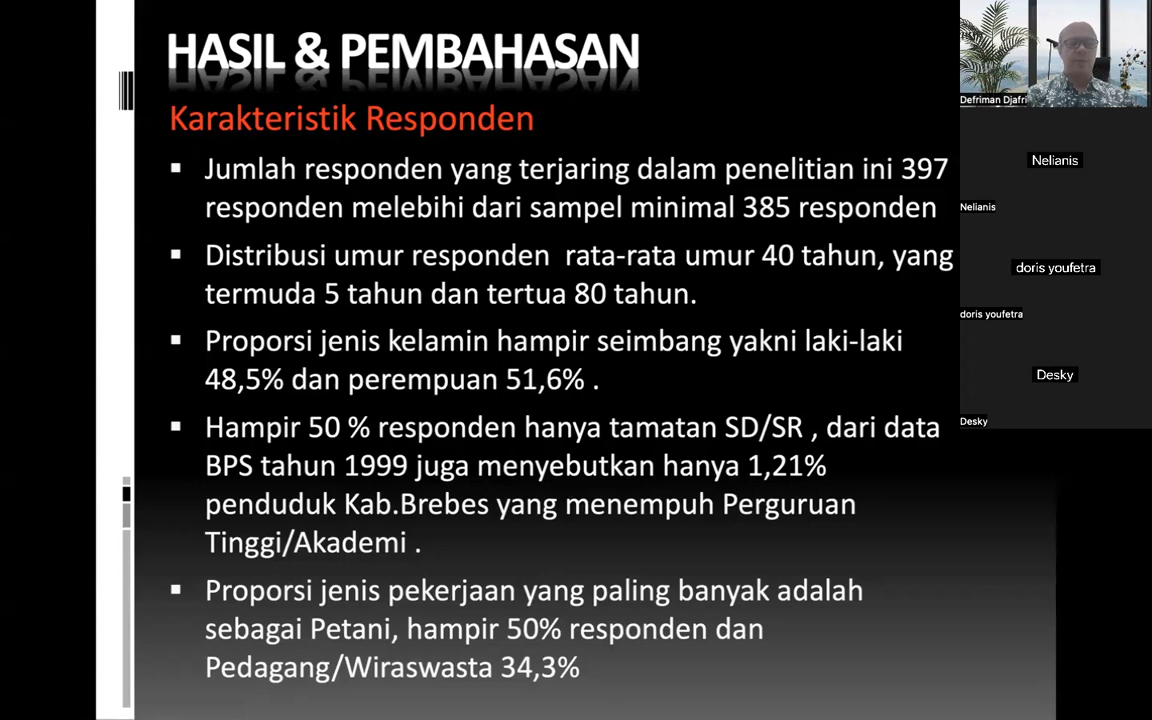 HASIL & PEMBAHASAN
Karakteristik Responden
▪ Jumlah responden yang terjaring dalam penelitian ini 397
responden melebihi dari sampel minimal 385 responden
▪ Distribusi umur responden rata-rata umur 40 tahun, yang
termuda 5 tahun dan tertua 80 tahun.
▪ Proporsi jenis kelamin hampir seimbang yakni laki-laki
48,5% dan perempuan 51,6% .
▪ Hampir 50 % responden hanya tamatan SD/SR , dari data
BPS tahun 1999 juga menyebutkan hanya 1,21%
penduduk Kab.Brebes yang menempuh Perguruan
Tinggi/Akademi .
▪ Proporsi jenis pekerjaan yang paling banyak adalah
sebagai Petani, hampir 50% responden dan
Pedagang/Wiraswasta 34,3%
Defriman Djafri
Nelianis
Nelianis
doris youfetra
doris youfetra
Desky
Desky